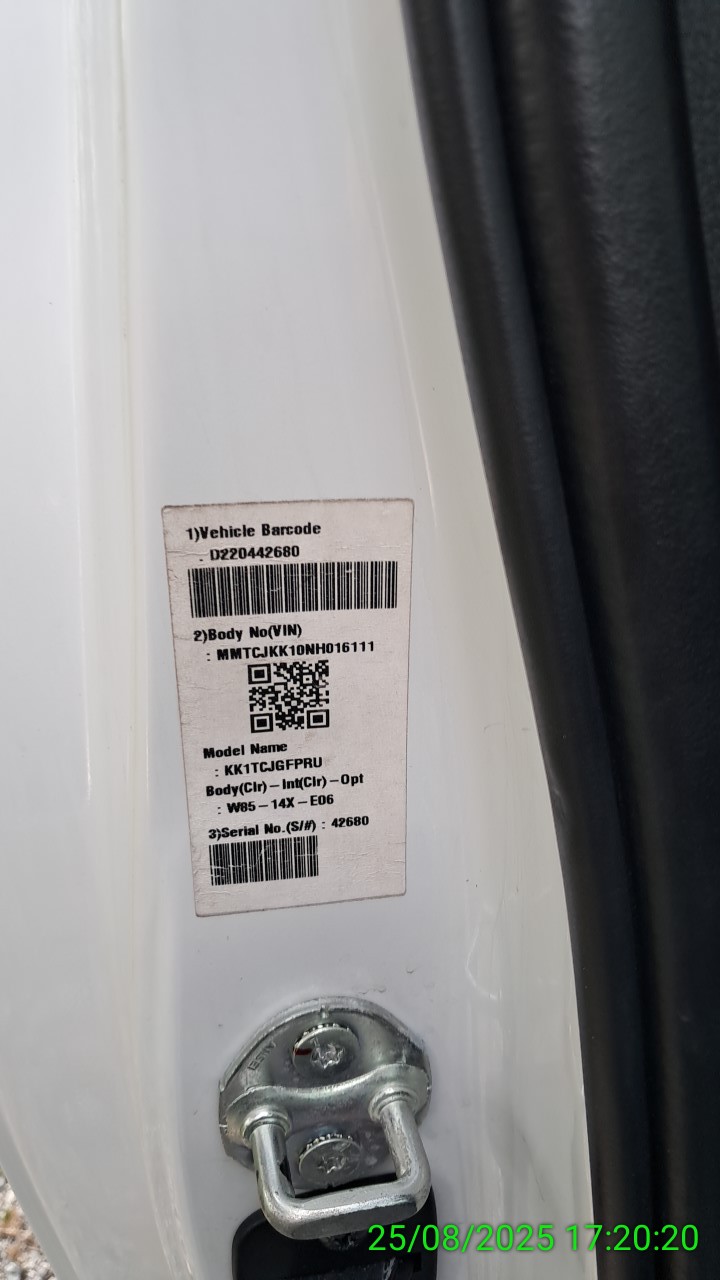 1)Vehicle Barcode
. D220442680
2)Body No(VIN)
: MMTCJKK10NH016111
Model Name
: KK1TCJGFPRU
Body(Clr)-Int(Clr)-Opt
: W85-14X-E06
3)Serial No.(S/#) : 42680
25/08/2025 17:20:20